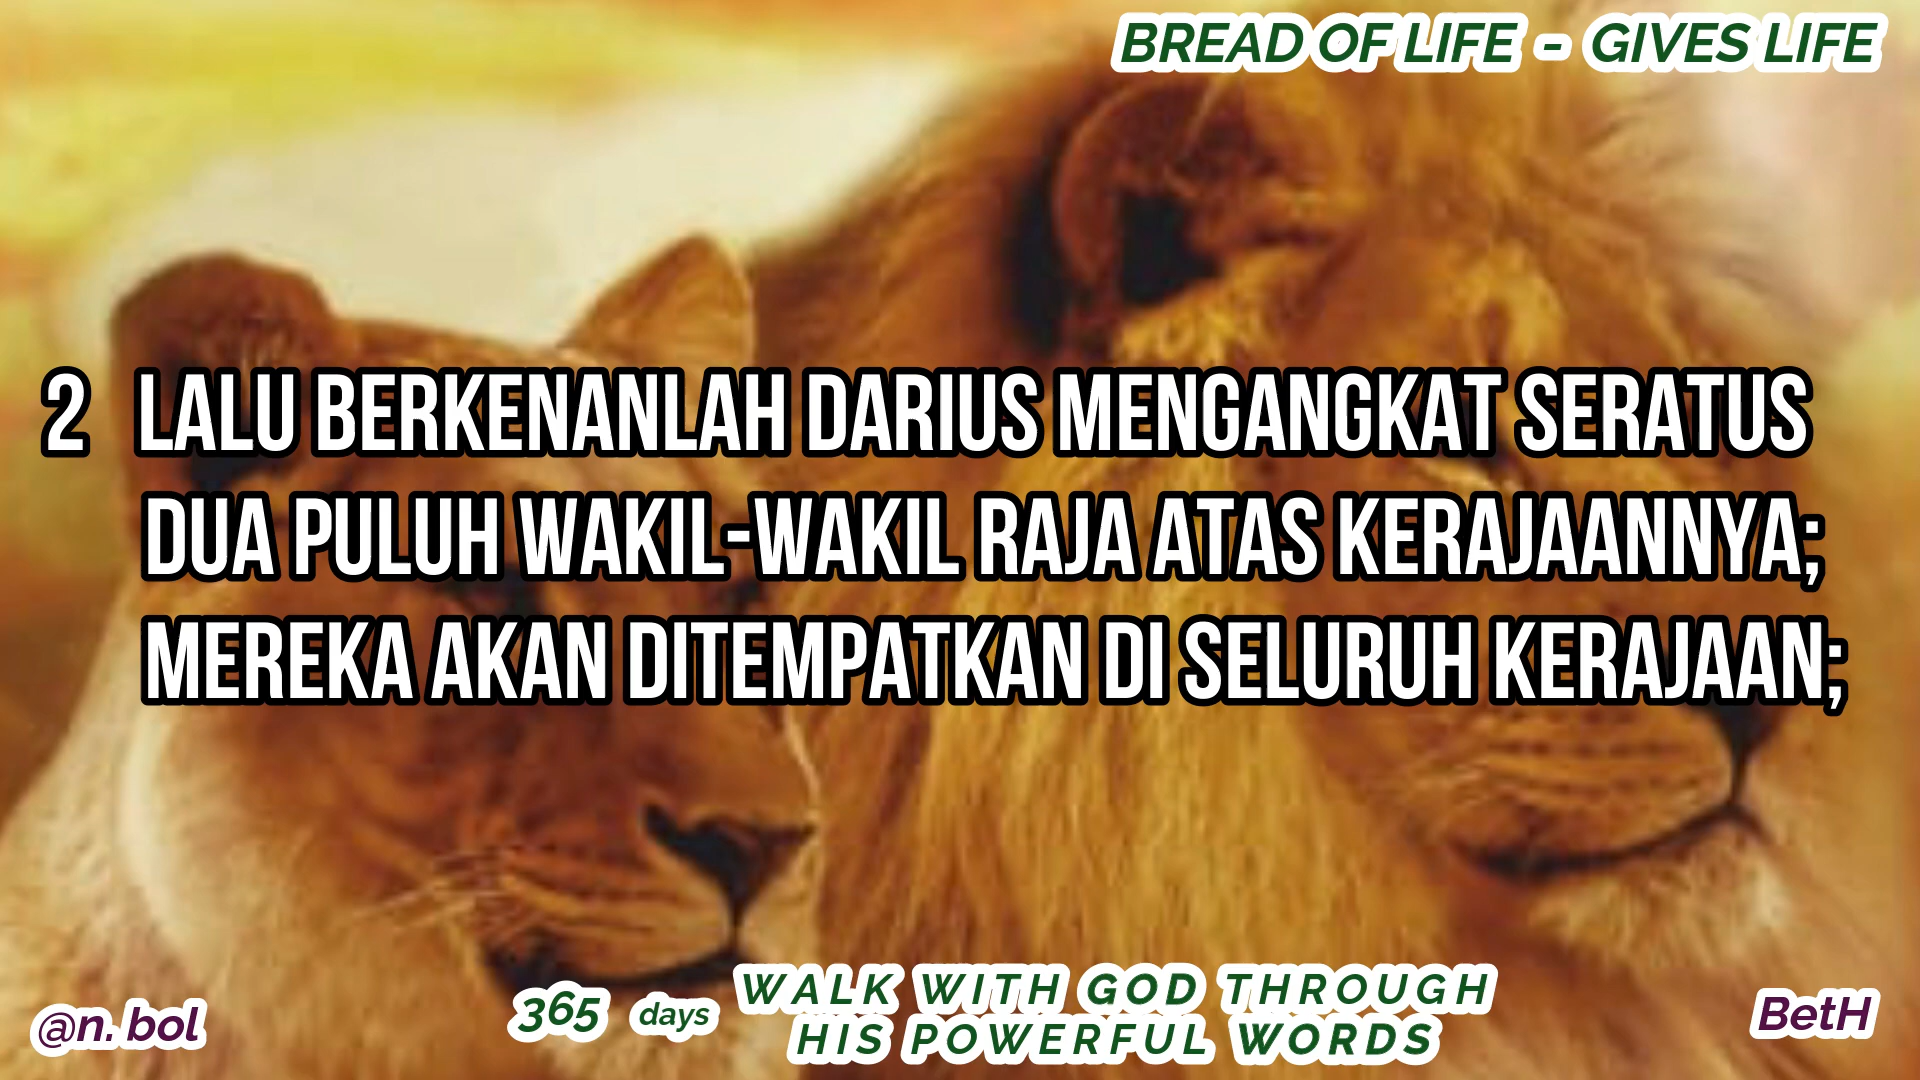 BREAD OF LIFE - GIVES LIFE
2 LALU BERKENANLAH DARIUS MENGANGKAT SERATUS
DUA PULUH WAKIL-WAKIL RAJA ATAS KERAJAANNYA;
MEREKA AKAN DITEMPATKAN DI SELURUH KERAJAAN;
@n. bol
365 days
WALK WITH GOD THROUGH
HIS POWERFUL WORDS
BetH